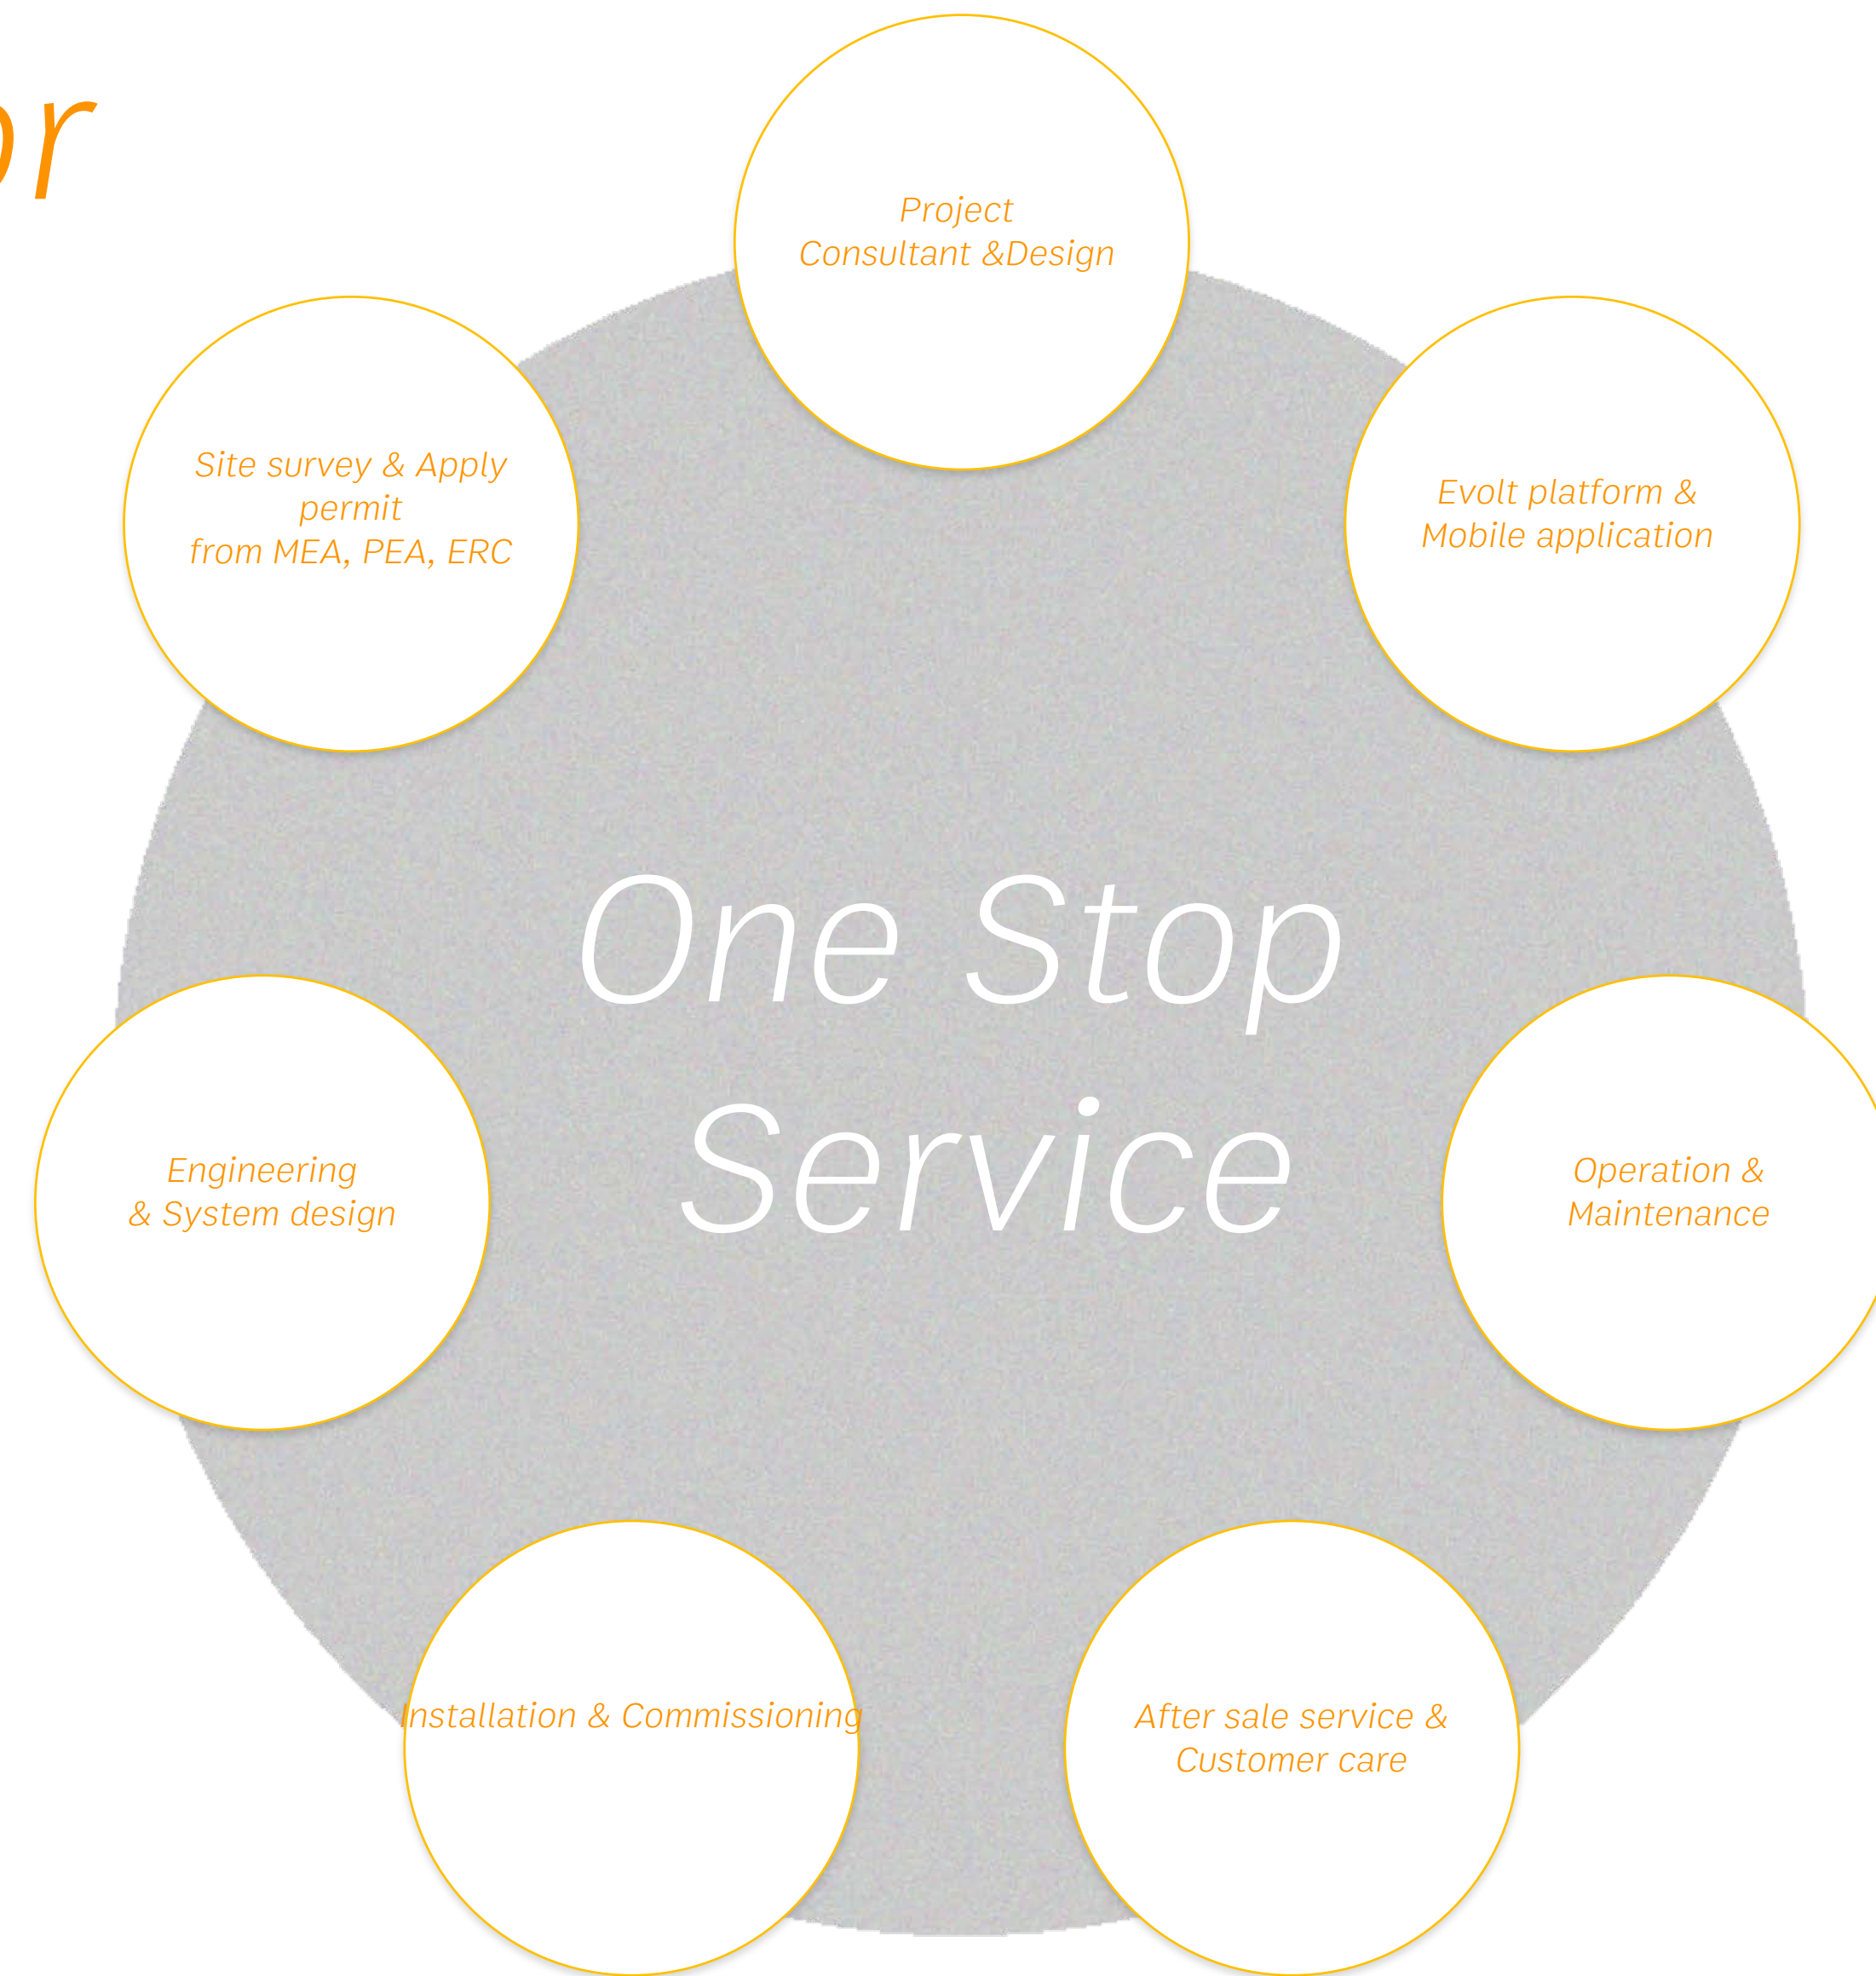 or
Project
Consultant &Design
Site survey & Apply
permit
from MEA, PEA, ERC
Evolt platform &
Mobile application
One Stop
Service
Engineering
& System design
Operation &
Maintenance
Installation & Commissioning
After sale service &
Customer care